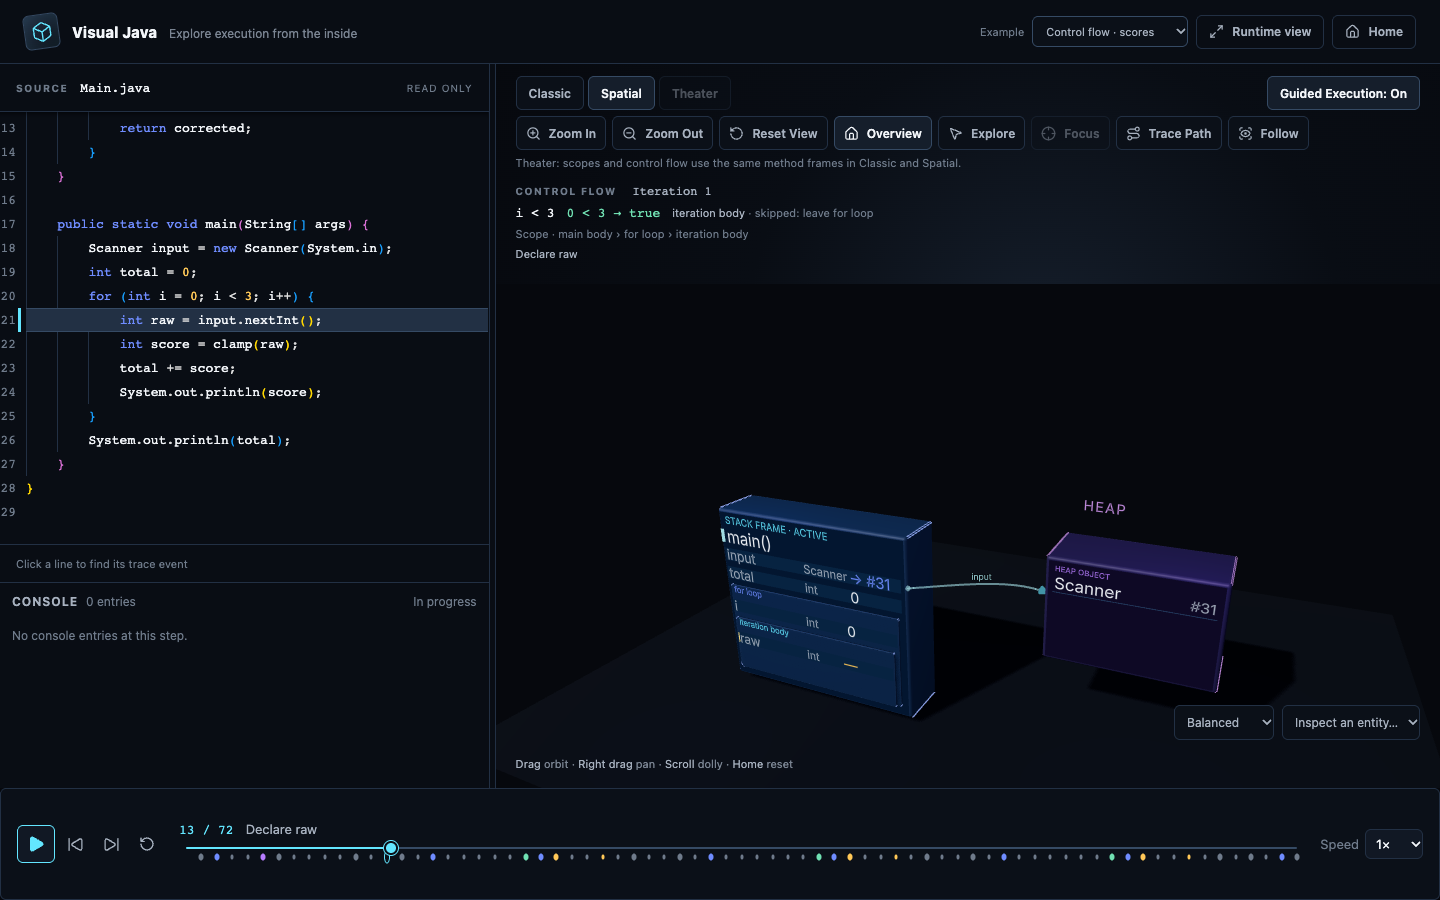 Visual Java Explore execution from the inside
Example Control flow · scores Runtime view Home
SOURCE Main.java READ ONLY
13 return corrected;
14 }
15 }
16
17 public static void main(String[] args) {
18 Scanner input = new Scanner(System.in);
19 int total = 0;
20 for (int i = 0; i < 3; i++) {
21 int raw = input.nextInt();
22 int score = clamp(raw);
23 total += score;
24 System.out.println(score);
25 }
26 System.out.println(total);
27 }
28 }
29
Click a line to find its trace event
CONSOLE 0 entries In progress
No console entries at this step.
Classic Spatial Theater Guided Execution: On
Zoom In Zoom Out Reset View Overview Explore Focus Trace Path Follow
Theater: scopes and control flow use the same method frames in Classic and Spatial.
CONTROL FLOW Iteration 1
i < 3 0 < 3 → true iteration body · skipped: leave for loop
Scope · main body › for loop › iteration body
Declare raw
STACK FRAME · ACTIVE
main()
input Scanner → #31
total int 0
for loop
i int 0
iteration body
raw int —
input
HEAP
HEAP OBJECT
Scanner
#31
Balanced Inspect an entity...
Drag orbit · Right drag pan · Scroll dolly · Home reset
13 / 72 Declare raw
Speed 1×